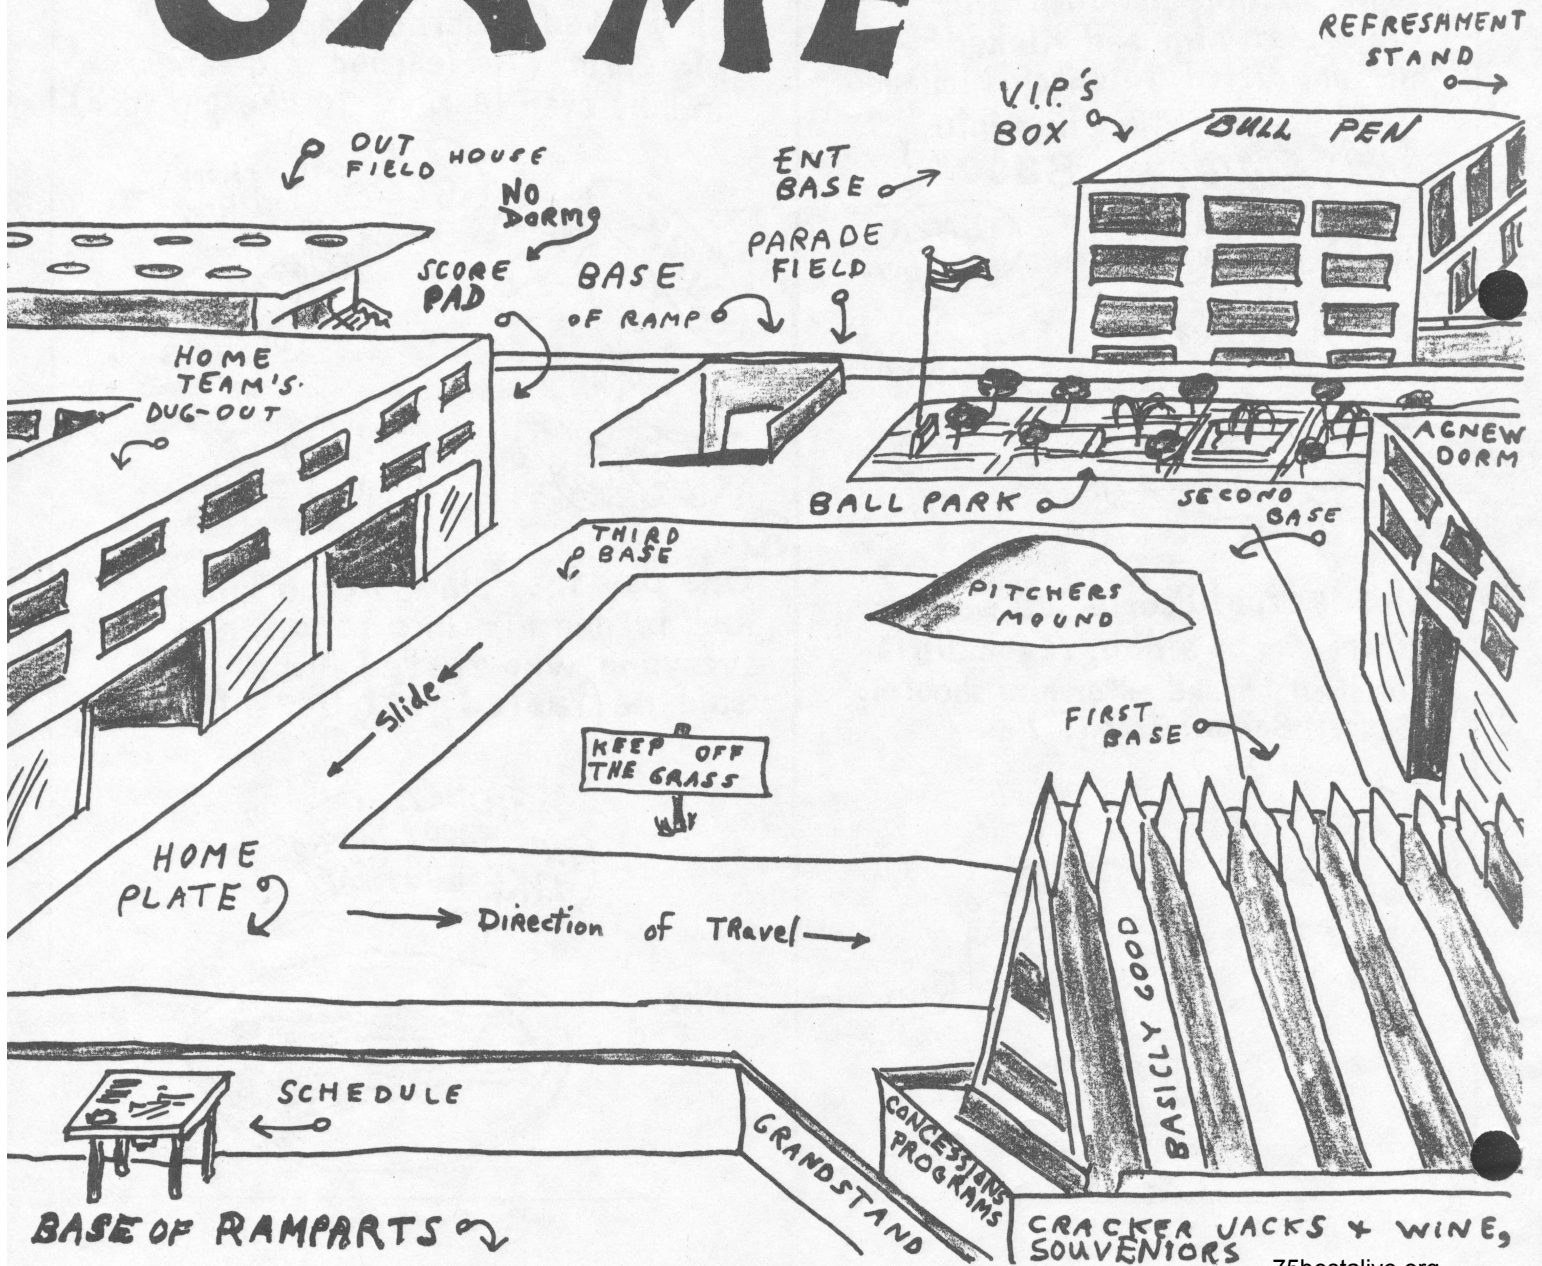 GAME
REFRESHMENT
STAND
V.I.P.'S
BOX
BULL PEN
OUT
FIELD HOUSE
NO
DORM?
ENT
BASE
PARADE
FIELD
SCORE
PAD
BASE
OF RAMP
HOME
TEAM'S
DUG-OUT
AGNEW
DORM
BALL PARK
SECOND
BASE
THIRD
BASE
PITCHERS
MOUND
Slide
FIRST
BASE
KEEP OFF
THE GRASS
HOME
PLATE
Direction of TRavel
BASICLY GOOD
SCHEDULE
GRANDSTAND
CONCESSIONS
PROGRAMS
BASE OF RAMPARTS
CRACKER JACKS & WINE,
SOUVENIORS
75bestalive.org